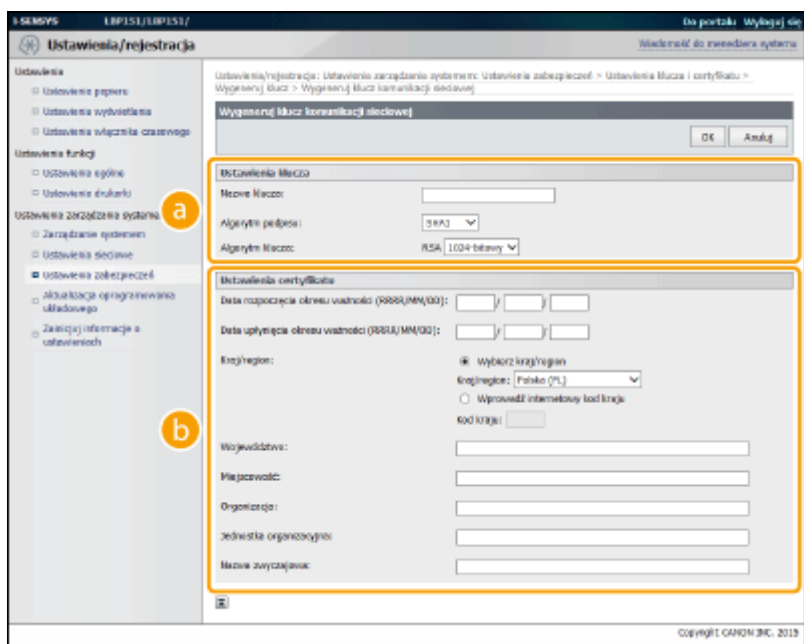 i-SENSYS LBP151/LBP151/ Do portalu Wyloguj się
Ustawienia/rejestracja Wiadomość do menedżera systemu
Ustawienia
Ustawienia papieru
Ustawienia wyświetlania
Ustawienia włącznika czasowego
Ustawienia funkcji
Ustawienia ogólne
Ustawienia drukarki
Ustawienia zarządzania systemu
Zarządzanie systemem
Ustawienia sieciowe
Ustawienia zabezpieczeń
Aktualizacja oprogramowania układowego
Zainicjuj informacje o ustawieniach
Ustawienia/rejestracja: Ustawienia zarządzania systemem: Ustawienia zabezpieczeń > Ustawienia klucza i certyfikatu >
Wygeneruj klucz > Wygeneruj klucz komunikacji sieciowej
Wygeneruj klucz komunikacji sieciowej
OK Anuluj
a
Ustawienia klucza
Nazwa klucza:
Algorytm podpisu: SHA1
Algorytm klucza: RSA 1024-bitowy
b
Ustawienia certyfikatu
Data rozpoczęcia okresu ważności (RRRR/MM/DD): / /
Data upłynięcia okresu ważności (RRRR/MM/DD): / /
Kraj/region: Wybierz kraj/region
Kraj/region: Polska (PL)
Wprowadź internetowy kod kraju
Kod kraju:
Województwo:
Miejscowość:
Organizacja:
Jednostka organizacyjna:
Nazwa zwyczajowa:
Copyright CANON INC. 2015